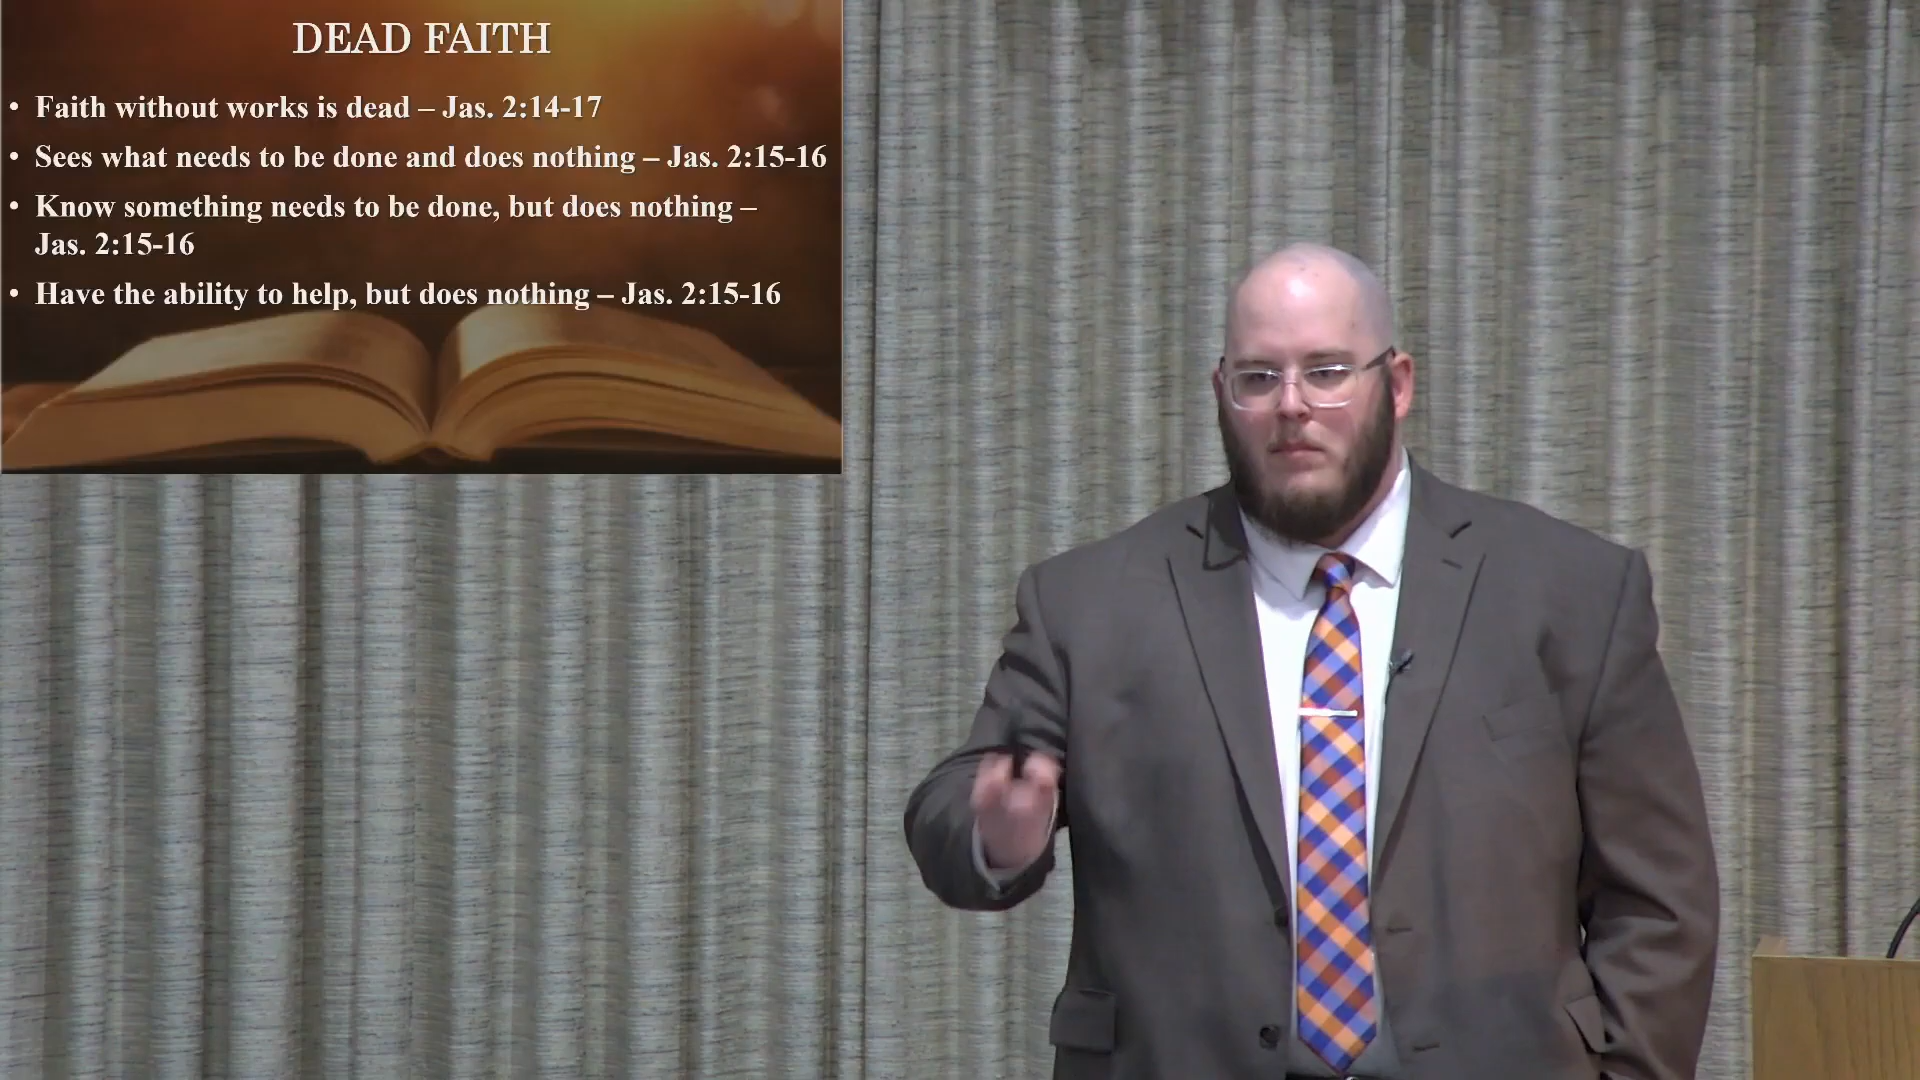 DEAD FAITH
• Faith without works is dead – Jas. 2:14-17
• Sees what needs to be done and does nothing – Jas. 2:15-16
• Know something needs to be done, but does nothing –
Jas. 2:15-16
• Have the ability to help, but does nothing – Jas. 2:15-16